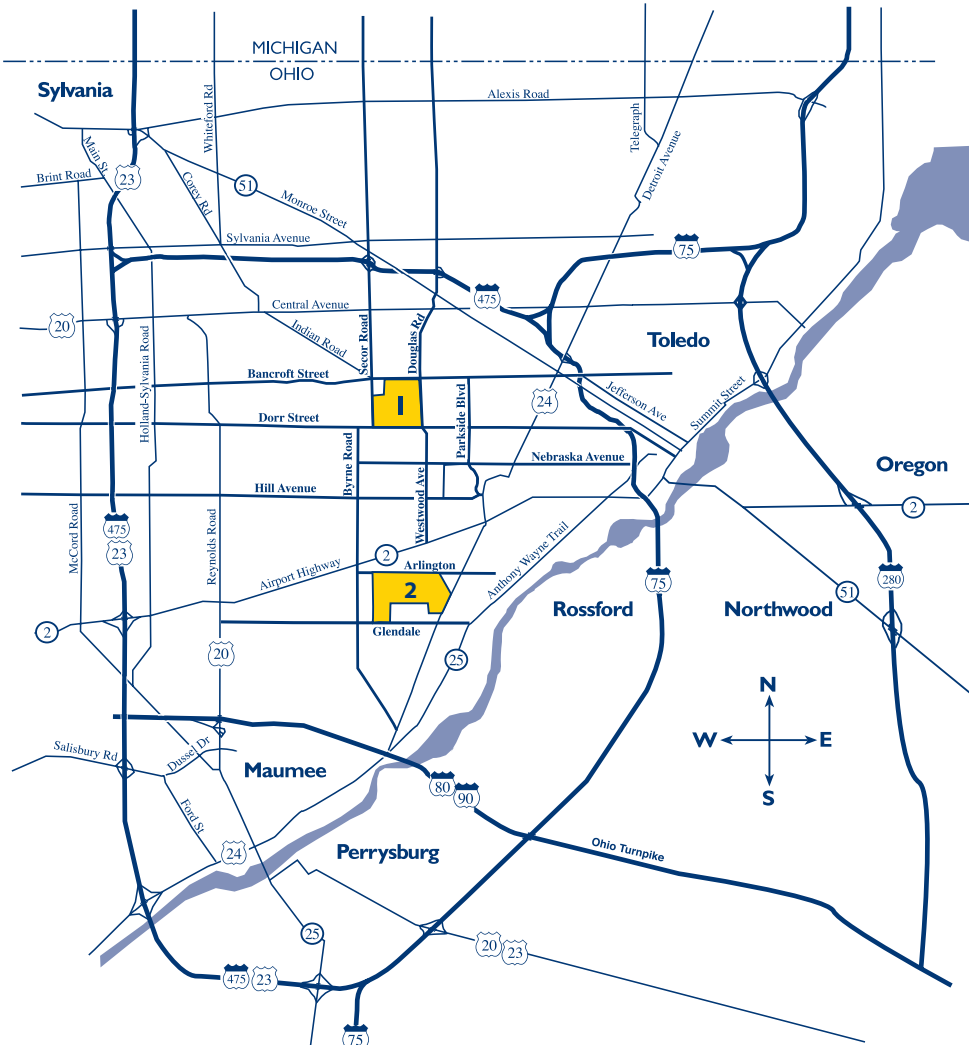 MICHIGAN
OHIO
Sylvania
Alexis Road
Whiteford Rd
Telegraph
Main St.
Brint Road
23
Corey Rd
51
Monroe Street
Detroit Avenue
Sylvania Avenue
75
475
Central Avenue
20
Indian Road
Secor Road
Douglas Rd
Toledo
Holland-Sylvania Road
Bancroft Street
Jefferson Ave
24
Summit Street
1
Parkside Blvd
Dorr Street
Byrne Road
Nebraska Avenue
Oregon
Hill Avenue
Westwood Ave
2
475
23
McCord Road
Reynolds Road
Airport Highway
2
Arlington
Anthony Wayne Trail
75
280
2
51
Rossford
Northwood
2
Glendale
20
25
N
W
E
S
Salisbury Rd
Dussel Dr
Maumee
80
90
Ford St
24
Perrysburg
Ohio Turnpike
25
20
23
475
23
75